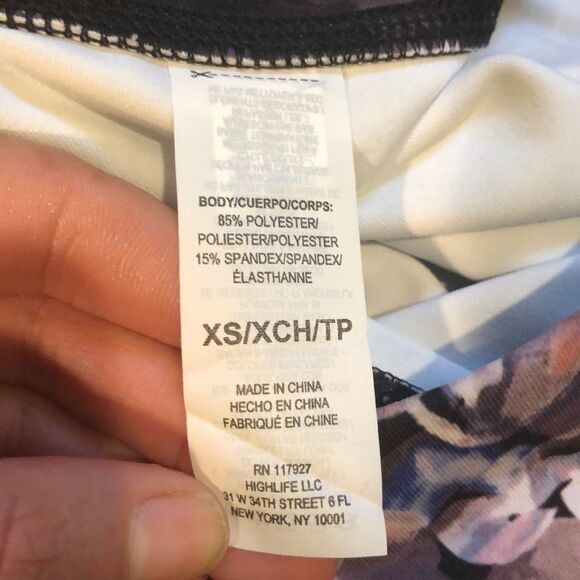 BODY/CUERPO/CORPS:
85% POLYESTER/
POLIESTER/POLYESTER
15% SPANDEX/SPANDEX/
ÉLASTHANNE
XS/XCH/TP
MADE IN CHINA
HECHO EN CHINA
FABRIQUÉ EN CHINE
RN 117927
HIGHLIFE LLC
31 W 34TH STREET 6 FL
NEW YORK, NY 10001